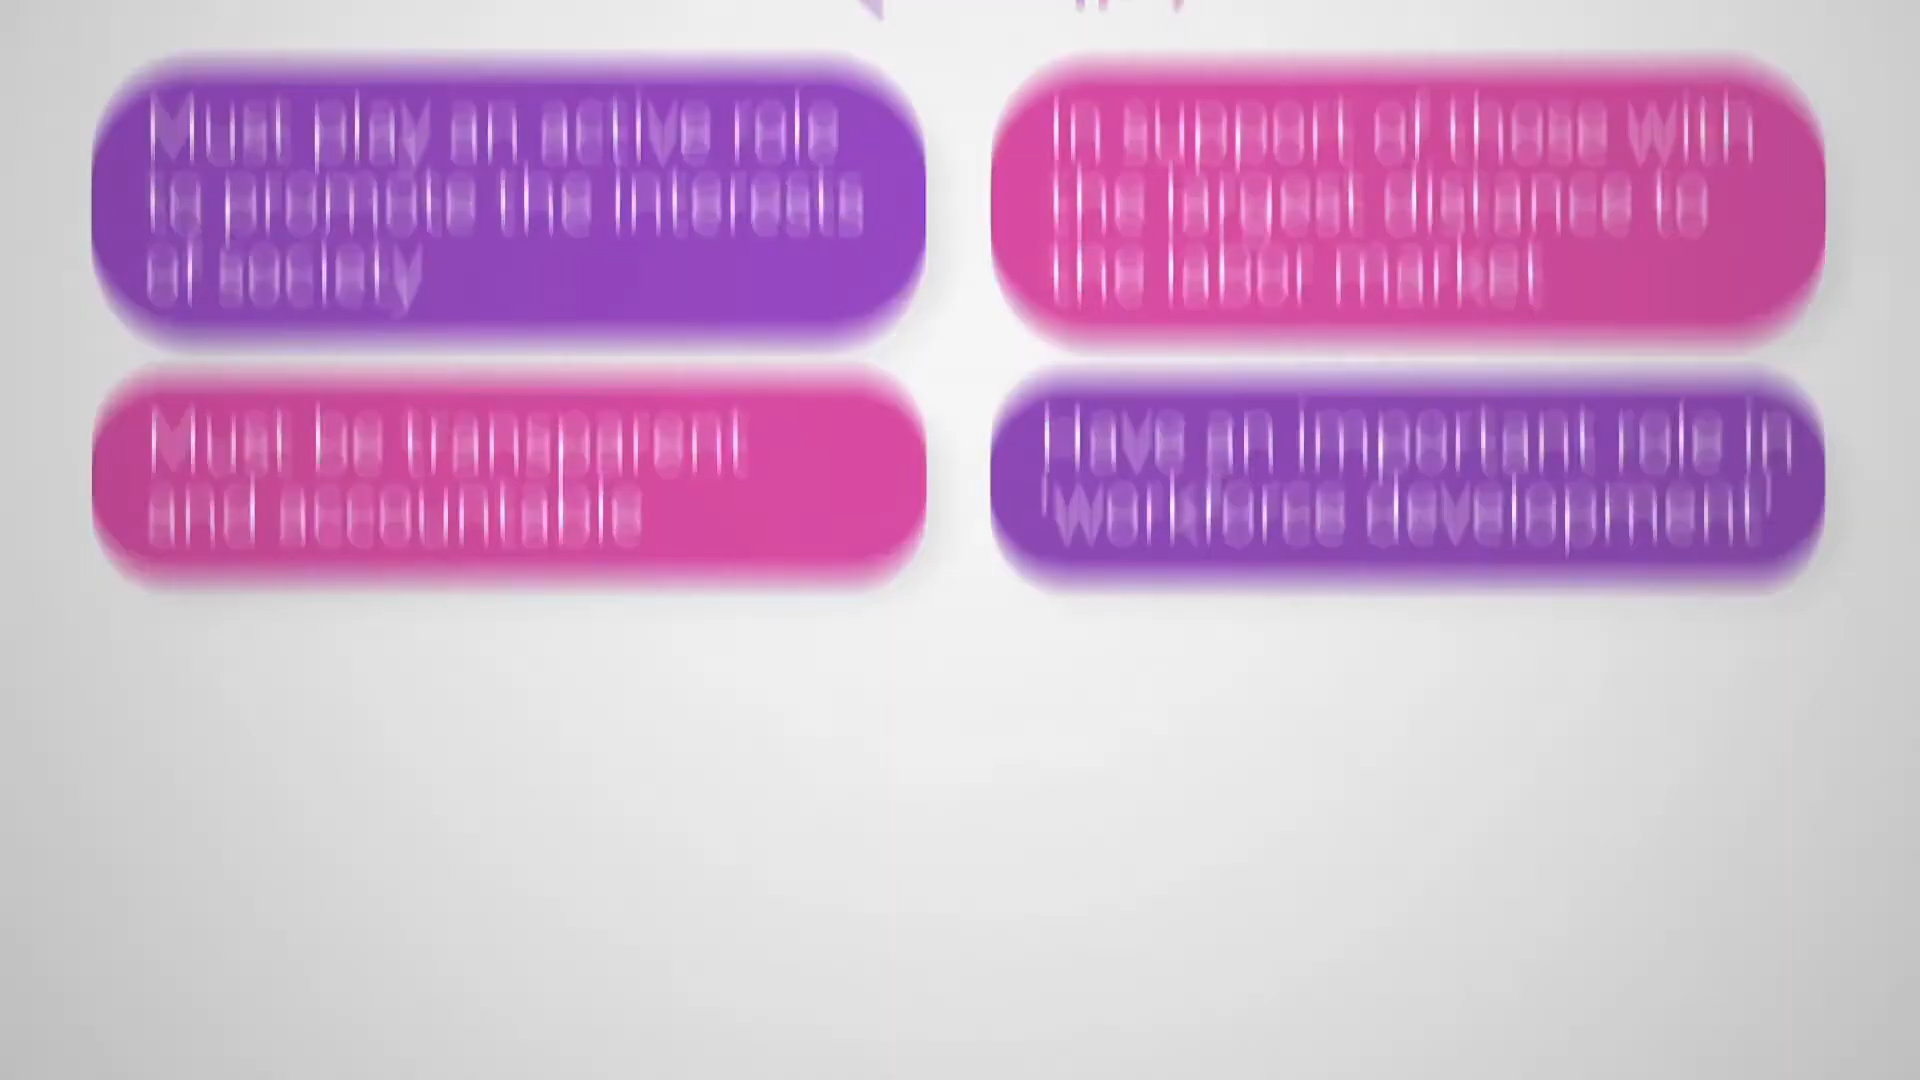 Must play an active role
to promote the interests
of society
In support of those with
the largest distance to
the labor market
Must be transparent
and accountable
Have an important role in
'workforce development'